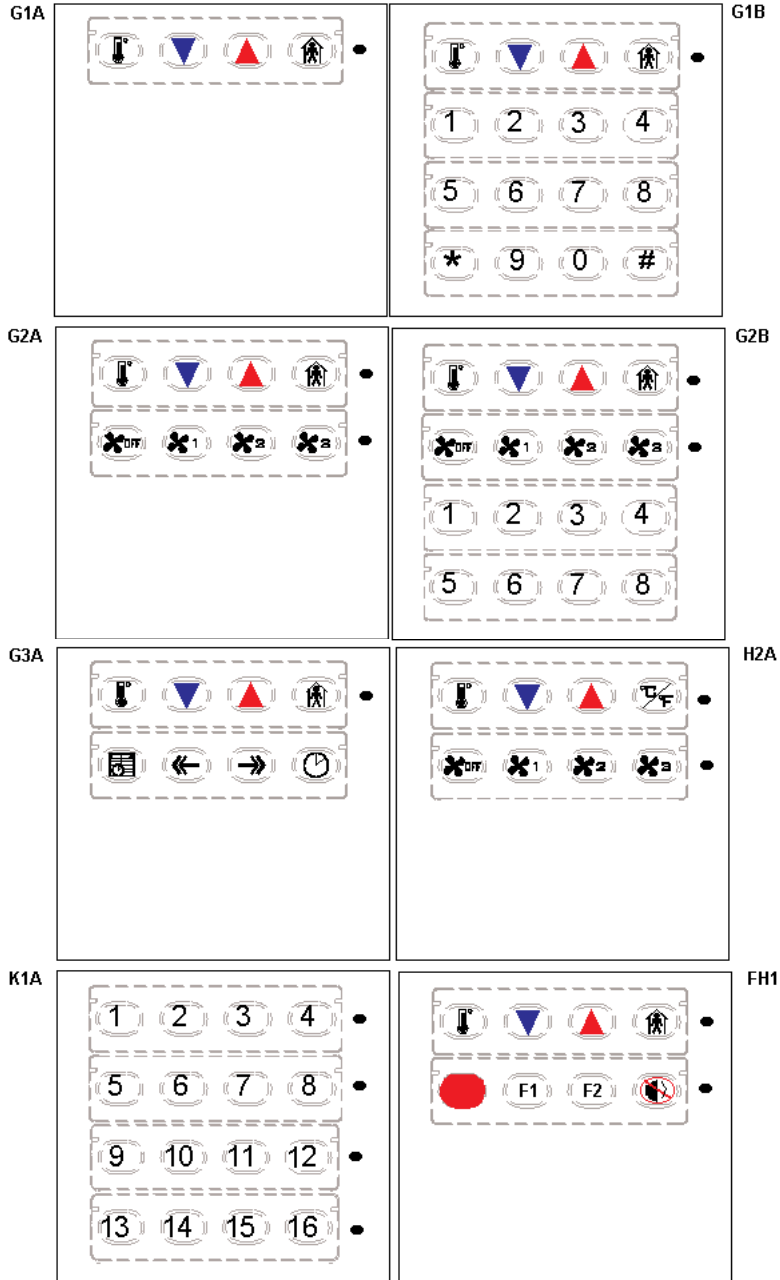 G1A
G1B
1 2 3 4
5 6 7 8
* 9 0 #
G2A
OFF 1 2 3
G2B
OFF 1 2 3
1 2 3 4
5 6 7 8
G3A
H2A
°C/°F
OFF 1 2 3
K1A
1 2 3 4
5 6 7 8
9 10 11 12
13 14 15 16
FH1
F1 F2